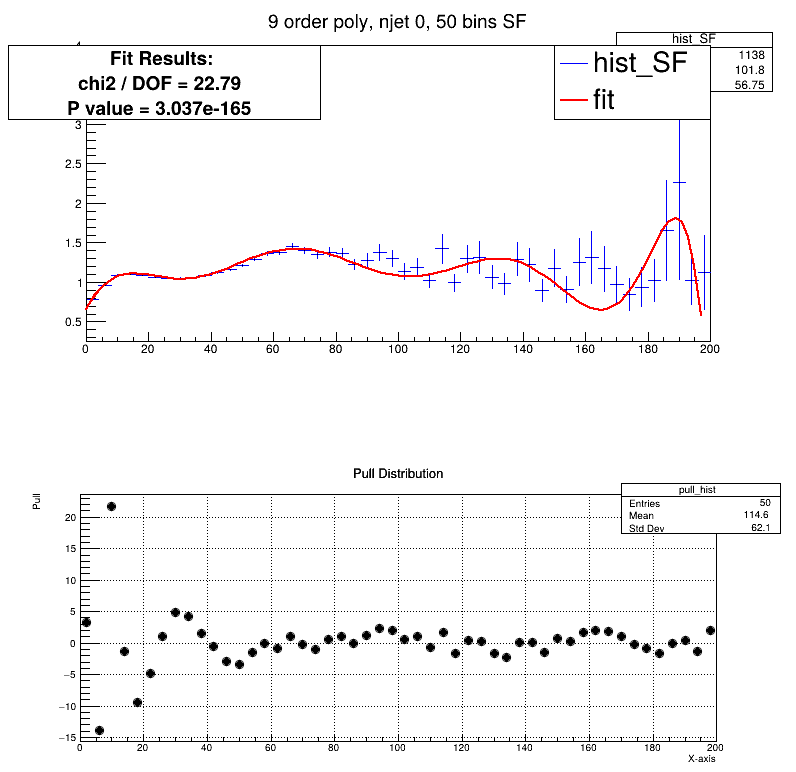 9 order poly, njet 0, 50 bins SF
hist_SF
1138
101.8
56.75
Fit Results:
chi2 / DOF = 22.79
P value = 3.037e-165
hist_SF
fit
3
2.5
2
1.5
1
0.5
0 20 40 60 80 100 120 140 160 180 200
Pull Distribution
pull_hist
Entries 50
Mean 114.6
Std Dev 62.1
Pull
20
15
10
5
0
−5
−10
−15
0 20 40 60 80 100 120 140 160 180 200
X-axis